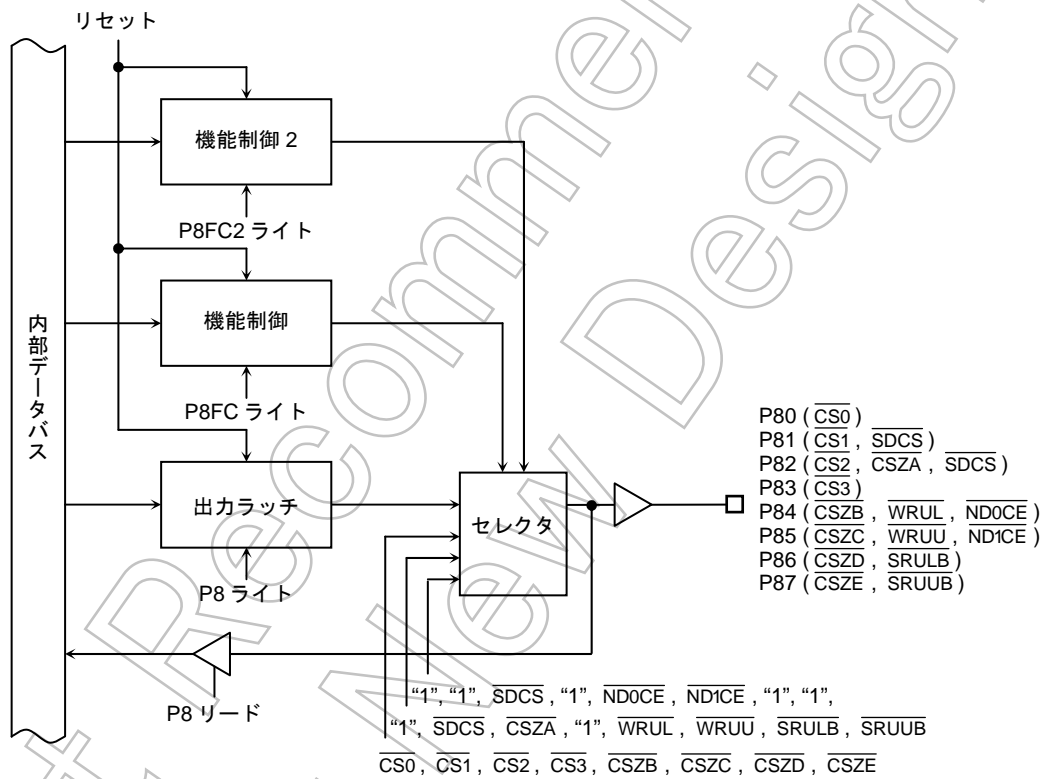 リセット
機能制御 2
P8FC2 ライト
内部データバス
機能制御
P8FC ライト
出力ラッチ
P8 ライト
セレクタ
P80 ( CS0 )
P81 ( CS1 , SDCS )
P82 ( CS2, CSZA , SDCS )
P83 ( CS3 )
P84 ( CSZB , WRUL , ND0CE )
P85 ( CSZC , WRUU , ND1CE )
P86 ( CSZD , SRULB )
P87 ( CSZE , SRUUB )
P8 リード
“1”, “1”, SDCS , “1”, ND0CE , ND1CE , “1”, “1”,
“1”, SDCS , CSZA , “1”, WRUL , WRUU , SRULB , SRUUB
CS0 , CS1 , CS2 , CS3 , CSZB , CSZC , CSZD , CSZE
Recommen
New Design